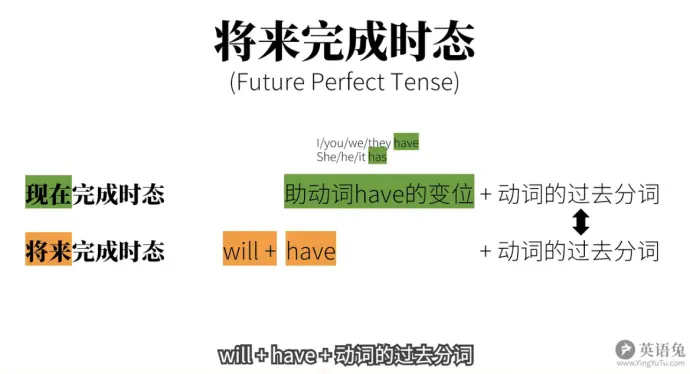 将来完成时态
(Future Perfect Tense)
I/you/we/they have
She/he/it has
现在完成时态 助动词have的变位 + 动词的过去分词
将来完成时态 will + have + 动词的过去分词
will + have + 动词的过去分词
英语兔
www.YingYuTu.com